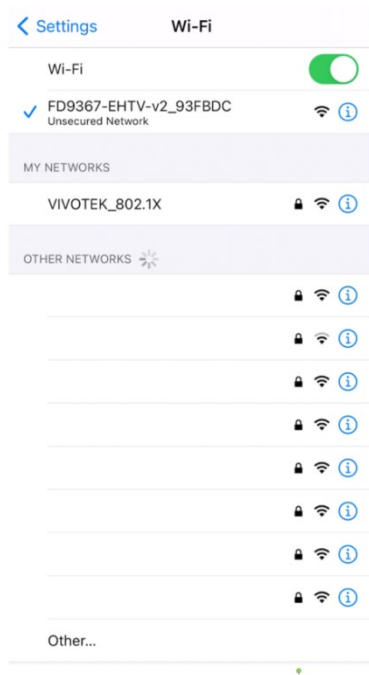 Settings
Wi-Fi
Wi-Fi
FD9367-EHTV-v2_93FBDC
Unsecured Network
MY NETWORKS
VIVOTEK_802.1X
OTHER NETWORKS
Other...